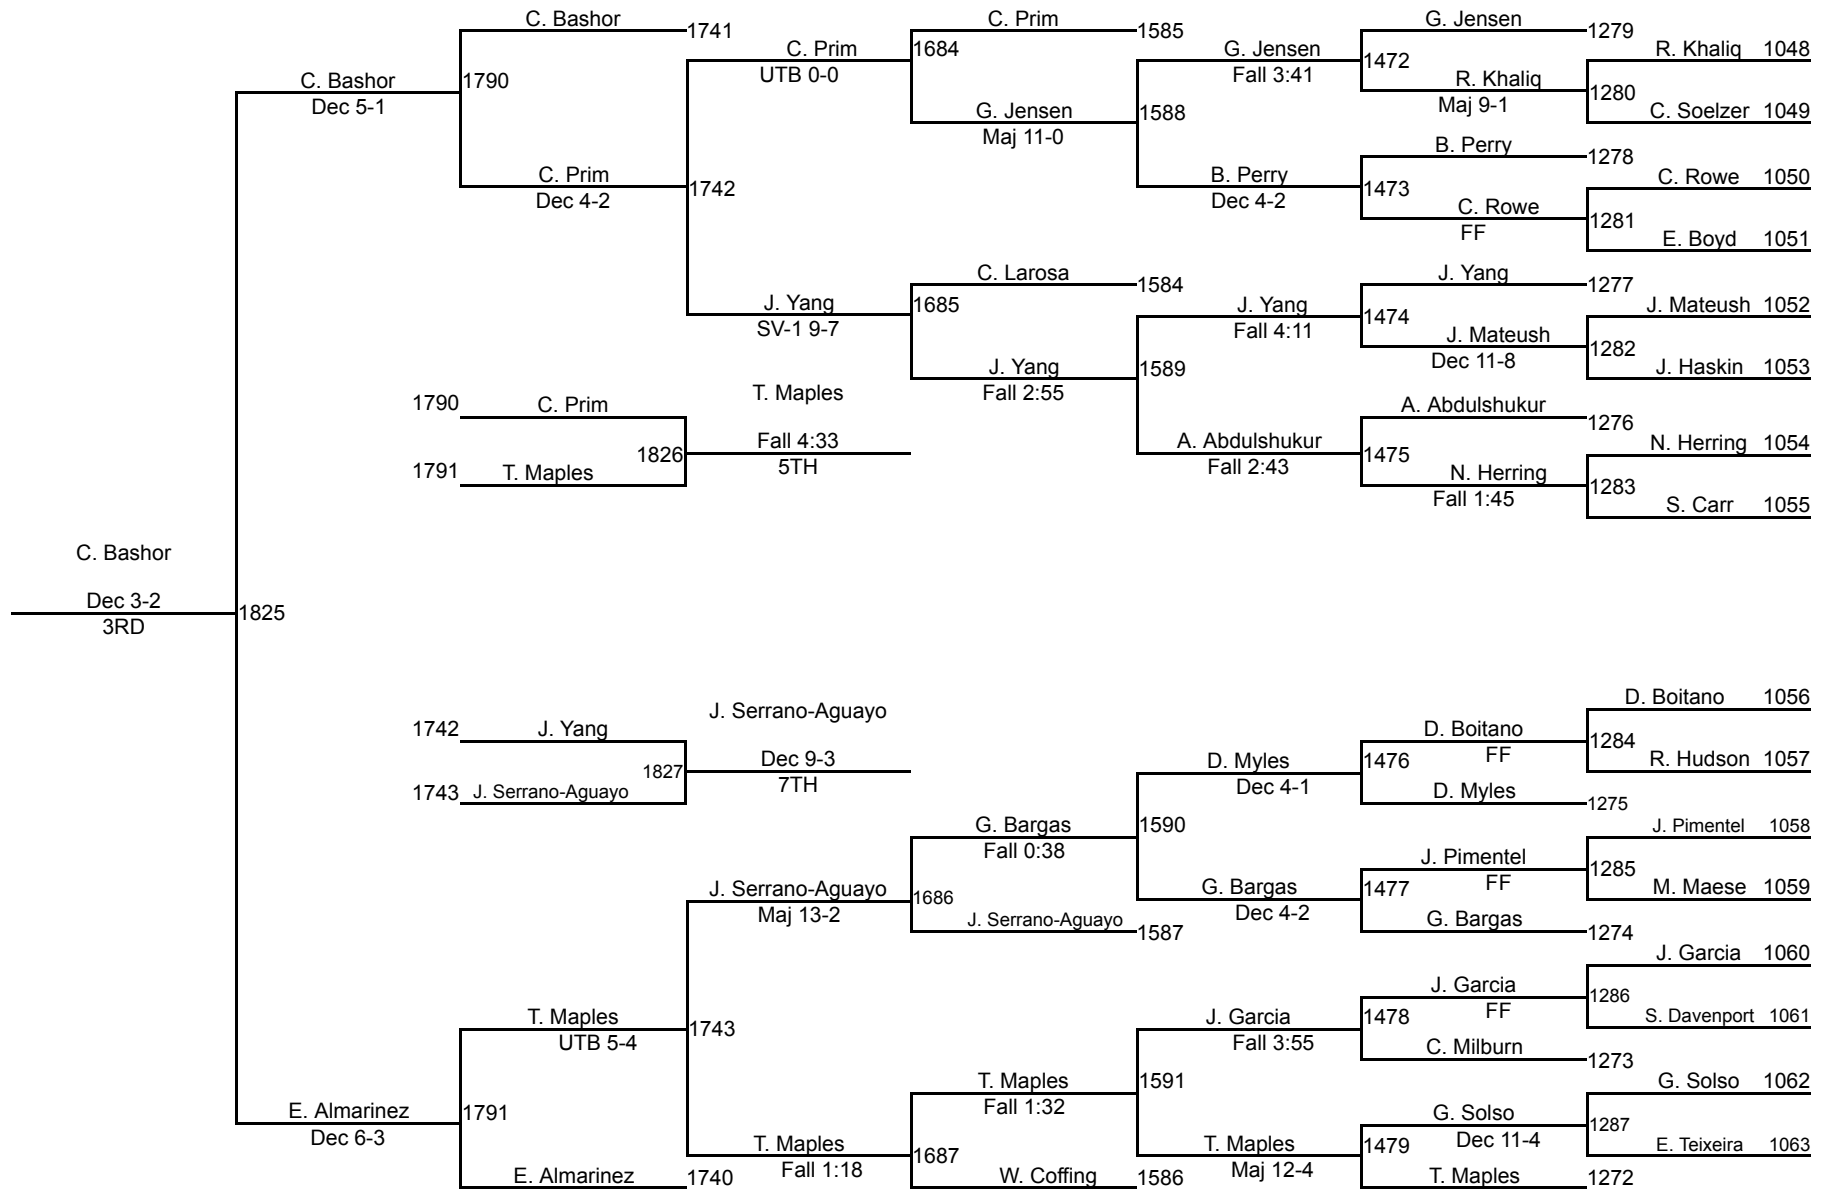 C. Bashor
1741
C. Prim
1585
G. Jensen
1279
C. Prim
1684
G. Jensen
R. Khaliq 1048
UTB 0-0
Fall 3:41
1472
C. Bashor
1790
R. Khaliq
1280
Dec 5-1
G. Jensen
1588
Maj 9-1
C. Soelzer 1049
Maj 11-0
B. Perry
1278
C. Prim
1742
B. Perry
1473
C. Rowe 1050
Dec 4-2
Dec 4-2
C. Rowe
1281
FF
E. Boyd 1051
C. Larosa
1584
J. Yang
1277
J. Yang
1685
J. Yang
1474
J. Mateush 1052
SV-1 9-7
Fall 4:11
J. Mateush
1282
J. Yang
1589
Dec 11-8
J. Haskin 1053
T. Maples
Fall 2:55
1790 C. Prim
A. Abdulshukur
1276
1826
Fall 4:33
A. Abdulshukur
1475
N. Herring 1054
5TH
Fall 2:43
1791 T. Maples
N. Herring
1283
Fall 1:45
S. Carr 1055
C. Bashor
Dec 3-2
1825
3RD
D. Boitano 1056
J. Serrano-Aguayo
1742 J. Yang
D. Boitano
1284
1827
Dec 9-3
D. Myles
1476
FF
R. Hudson 1057
7TH
Dec 4-1
1743 J. Serrano-Aguayo
D. Myles
1275
G. Bargas
1590
J. Pimentel 1058
Fall 0:38
J. Pimentel
1285
J. Serrano-Aguayo
1686
G. Bargas
1477
FF
M. Maese 1059
Maj 13-2
J. Serrano-Aguayo
1587
Dec 4-2
G. Bargas
1274
J. Garcia 1060
J. Garcia
1286
T. Maples
1743
J. Garcia
1478
FF
S. Davenport 1061
UTB 5-4
Fall 3:55
C. Milburn
1273
T. Maples
1591
G. Solso 1062
Fall 1:32
E. Almarinez
1791
G. Solso
1287
Dec 6-3
T. Maples
1687
T. Maples
1479
Dec 11-4
E. Teixeira 1063
Fall 1:18
Maj 12-4
E. Almarinez
1740
W. Coffing
1586
T. Maples
1272